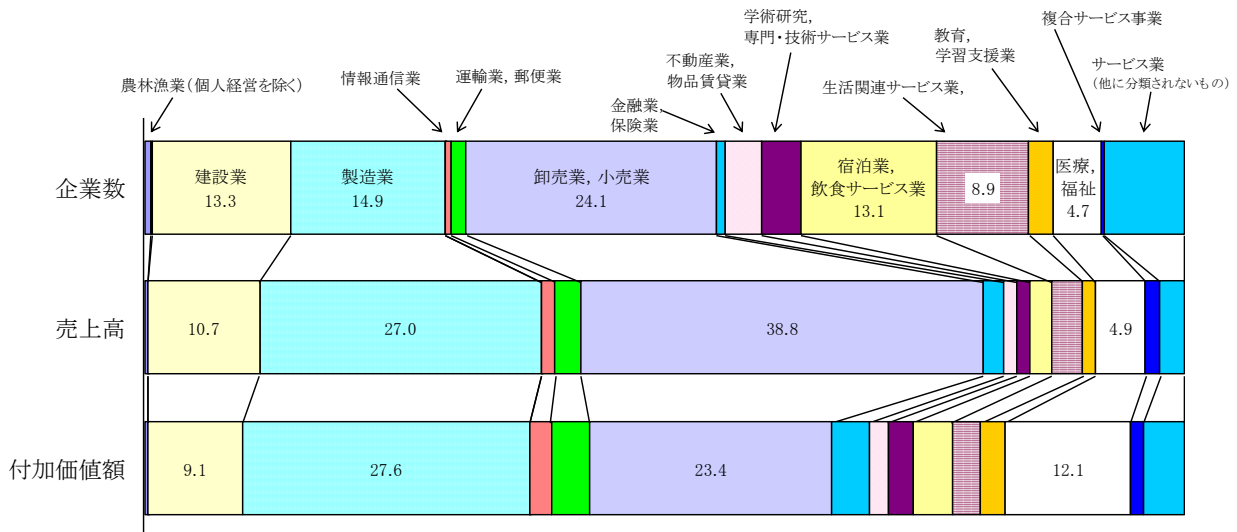 学術研究,
専門・技術サービス業
複合サービス事業
教育,
学習支援業
不動産業,
物品賃貸業
サービス業
(他に分類されないもの)
農林漁業(個人経営を除く)
情報通信業
運輸業, 郵便業
生活関連サービス業,
金融業,
保険業
企業数
建設業
13.3
製造業
14.9
卸売業, 小売業
24.1
宿泊業,
飲食サービス業
13.1
8.9
医療,
福祉
4.7
売上高
10.7
27.0
38.8
4.9
付加価値額
9.1
27.6
23.4
12.1